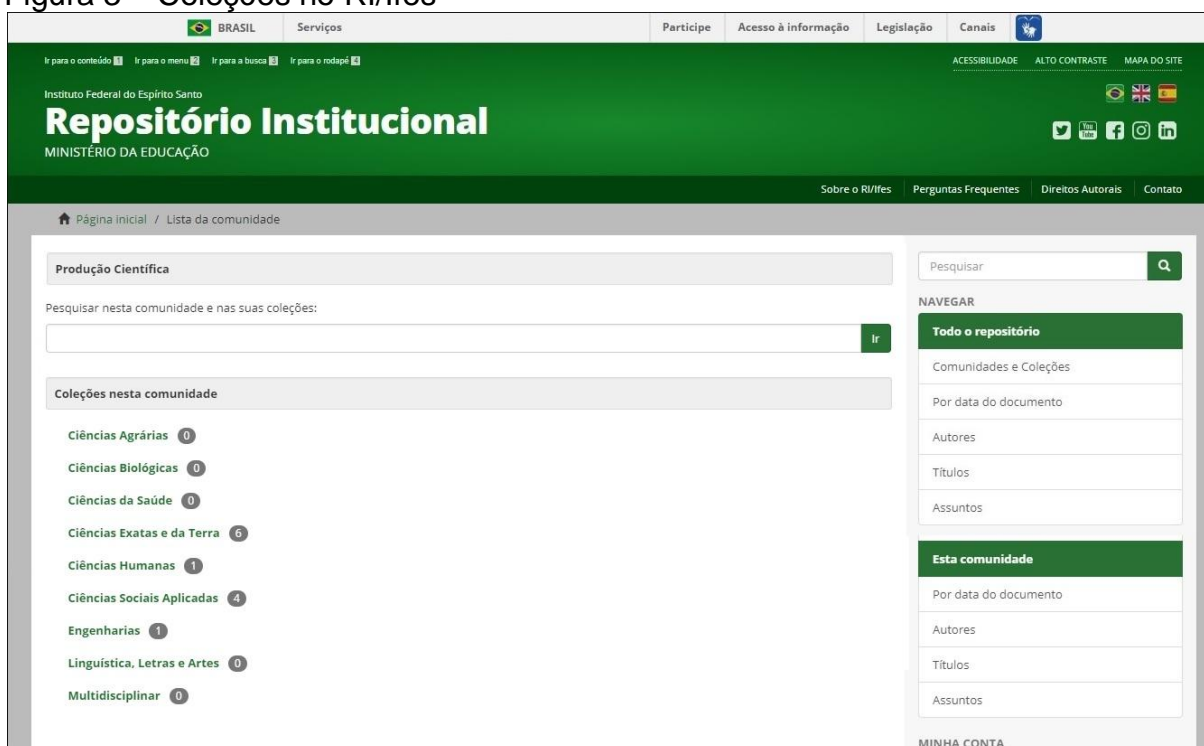 Figura 8 – Coleções no RI/Ifes
BRASIL Serviços Participe Acesso à informação Legislação Canais
Ir para o conteúdo 1 Ir para o menu 2 Ir para a busca 3 Ir para o rodapé 4 ACESSIBILIDADE ALTO CONTRASTE MAPA DO SITE
Instituto Federal do Espírito Santo
Repositório Institucional
MINISTÉRIO DA EDUCAÇÃO
You Tube
Sobre o RI/Ifes Perguntas Frequentes Direitos Autorais Contato
Página inicial / Lista da comunidade
Produção Científica
Pesquisar nesta comunidade e nas suas coleções:
Ir
Coleções nesta comunidade
Ciências Agrárias 0
Ciências Biológicas 0
Ciências da Saúde 0
Ciências Exatas e da Terra 6
Ciências Humanas 1
Ciências Sociais Aplicadas 4
Engenharias 1
Linguística, Letras e Artes 0
Multidisciplinar 0
Pesquisar
NAVEGAR
Todo o repositório
Comunidades e Coleções
Por data do documento
Autores
Títulos
Assuntos
Esta comunidade
Por data do documento
Autores
Títulos
Assuntos
MINHA CONTA